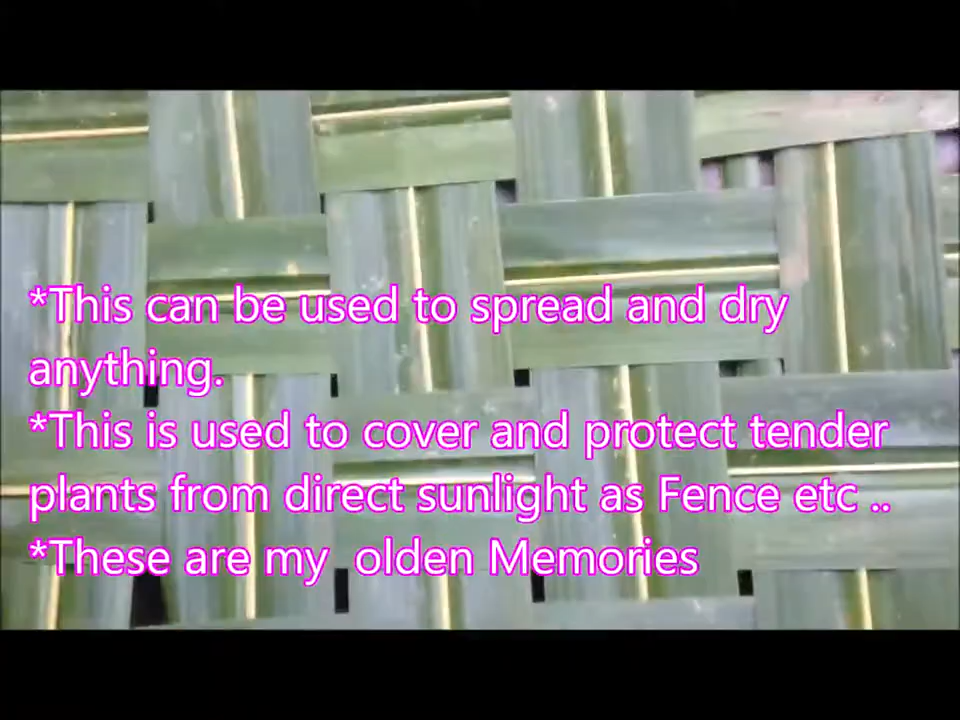 *This can be used to spread and dry
anything.
*This is used to cover and protect tender
plants from direct sunlight as Fence etc ..
*These are my  olden Memories